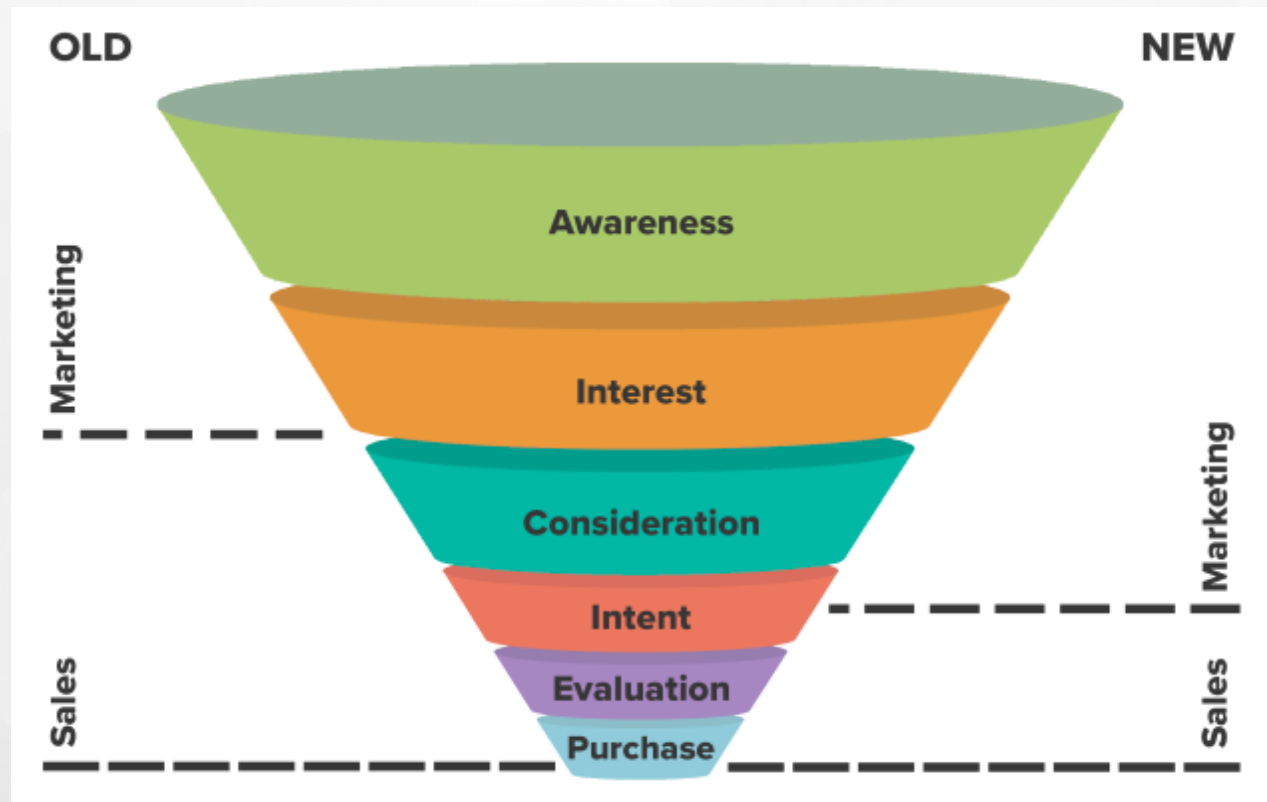 OLD
NEW
Awareness
Marketing
Interest
Consideration
Marketing
Intent
Evaluation
Sales
Sales
Purchase